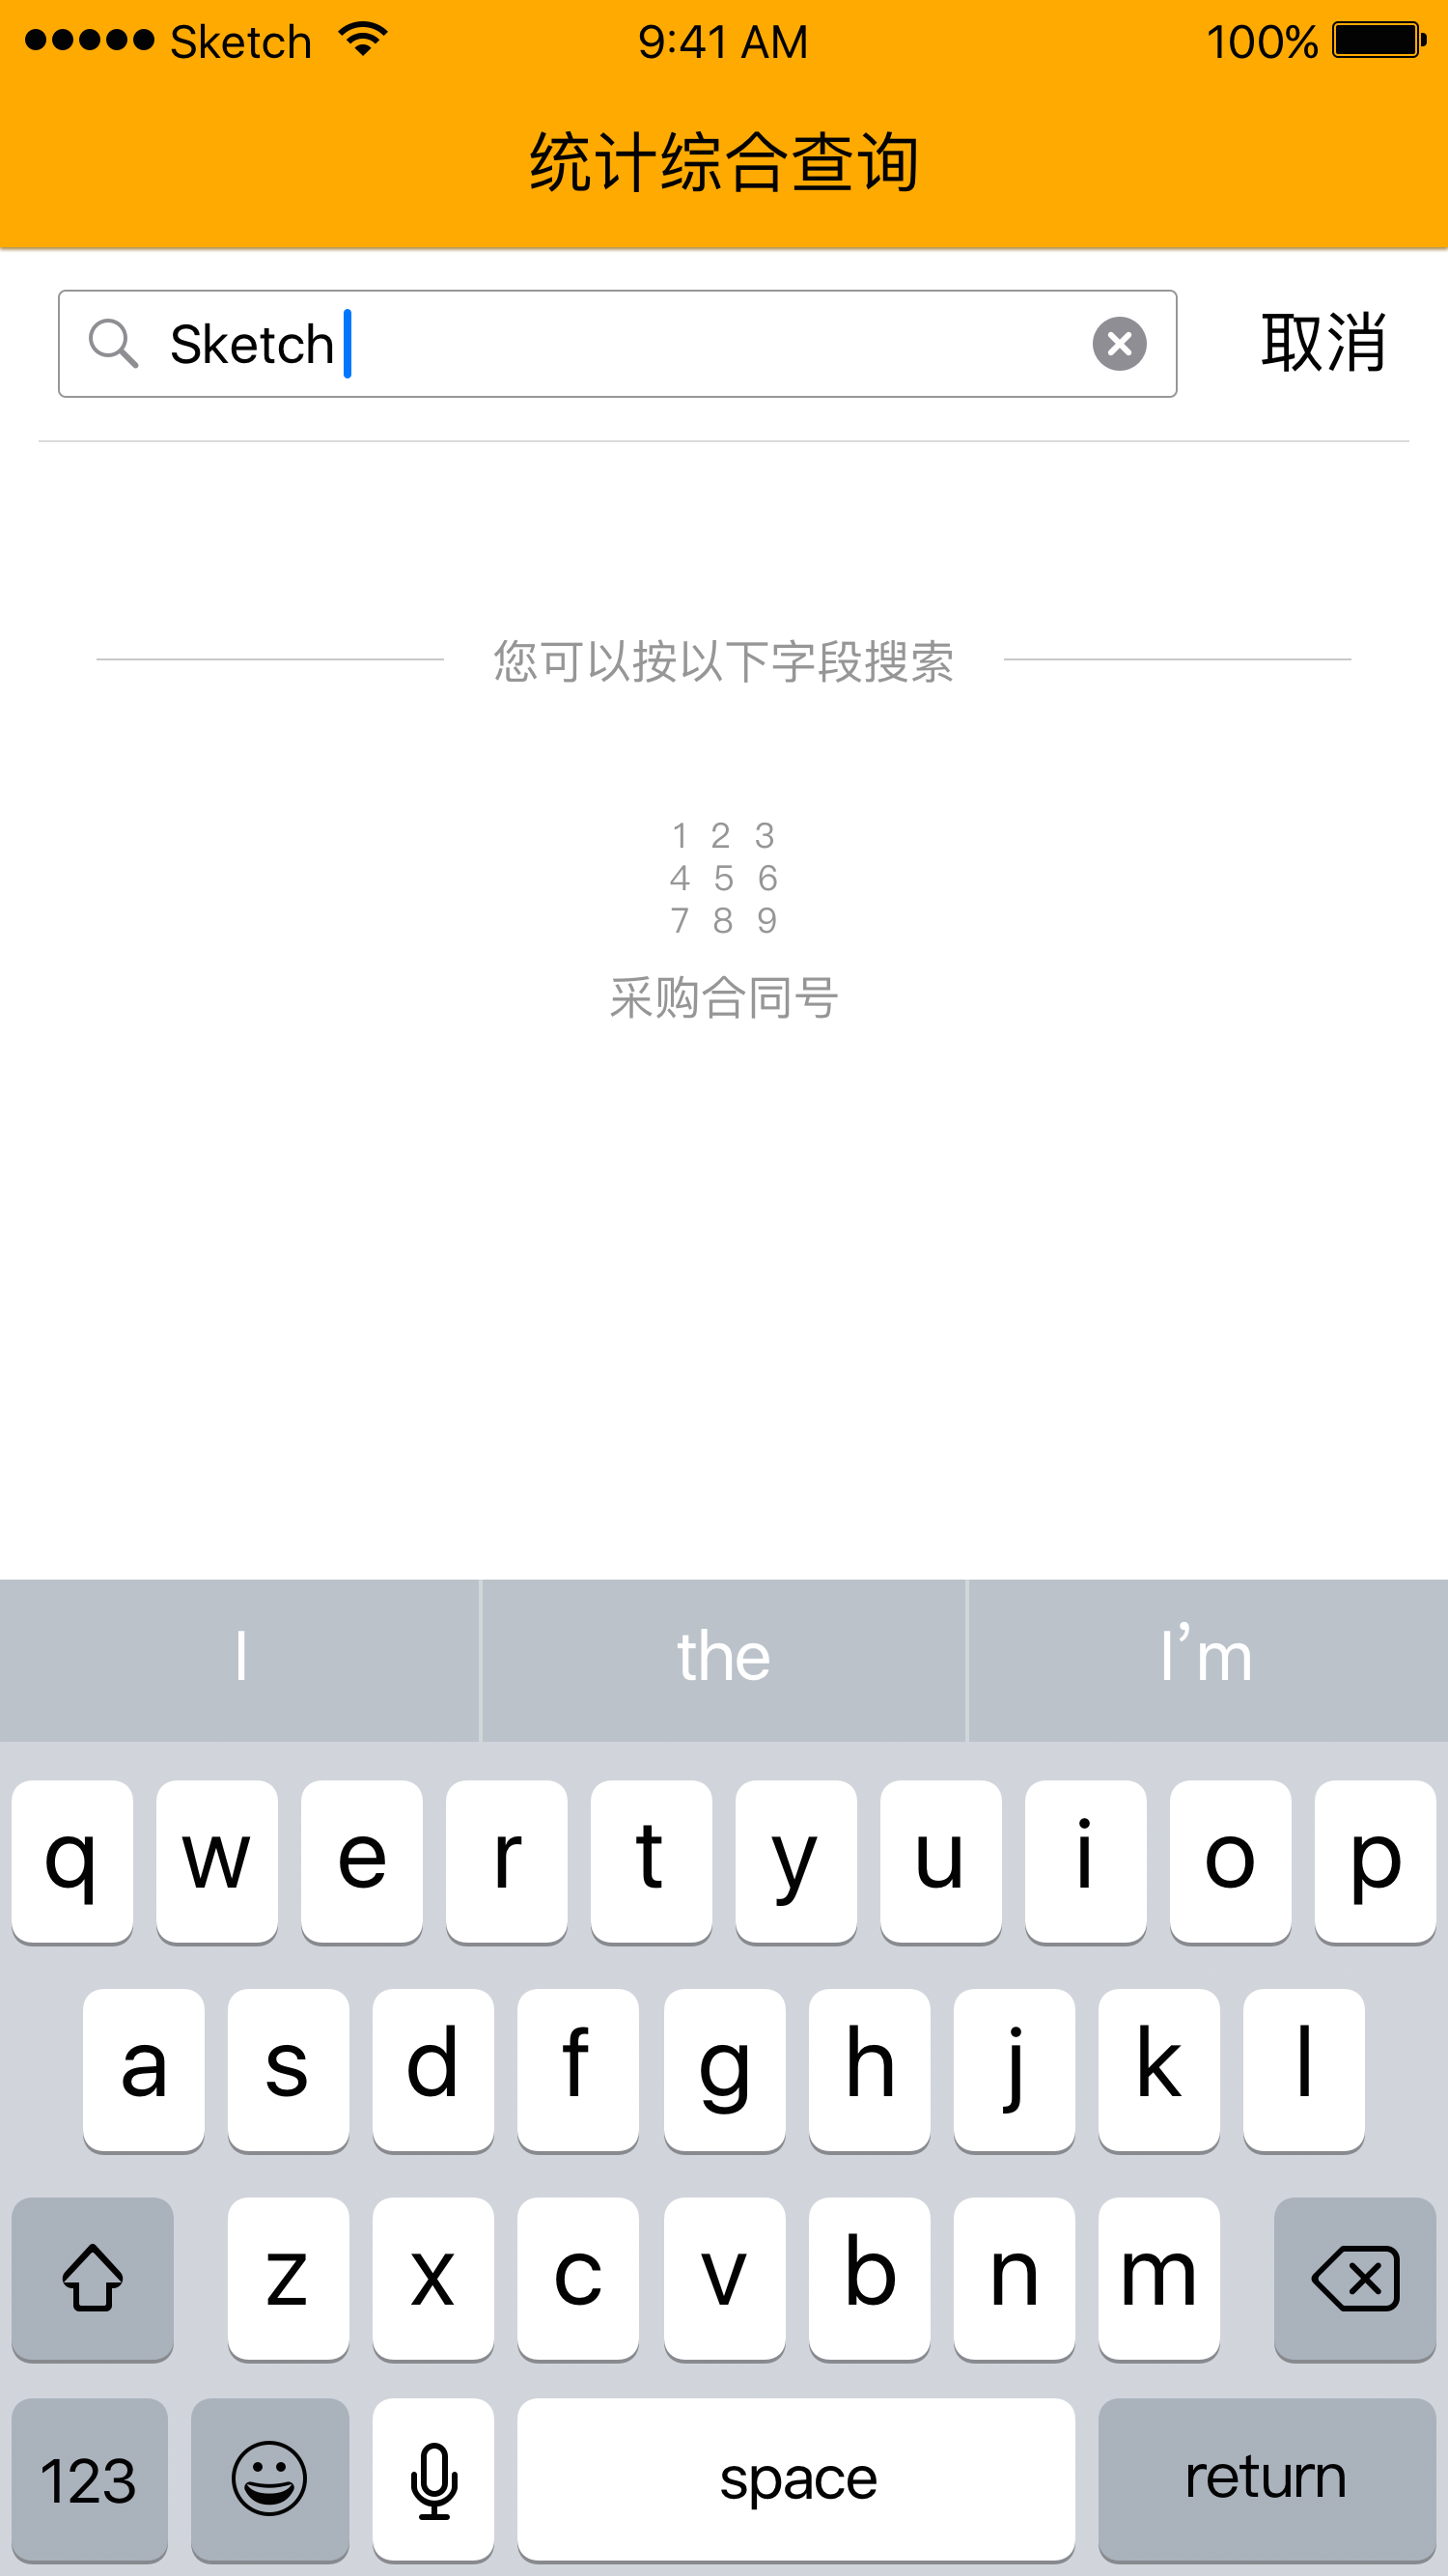 Sketch 9:41 AM 100%
统计综合查询
Sketch 取消
您可以按以下字段搜索
1 2 3
4 5 6
7 8 9
采购合同号
I the I’m
q w e r t y u i o p
a s d f g h j k l
z x c v b n m
123 space return